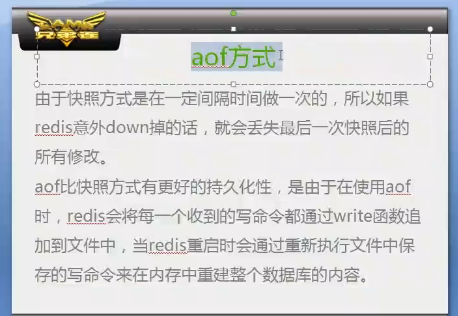 LAMP
兄弟连
aof方式
由于快照方式是在一定间隔时间做一次的，所以如果
redis意外down掉的话，就会丢失最后一次快照后的
所有修改。
aof比快照方式有更好的持久化性，是由于在使用aof
时，redis会将每一个收到的写命令都通过write函数追
加到文件中，当redis重启时会通过重新执行文件中保
存的写命令来在内存中重建整个数据库的内容。